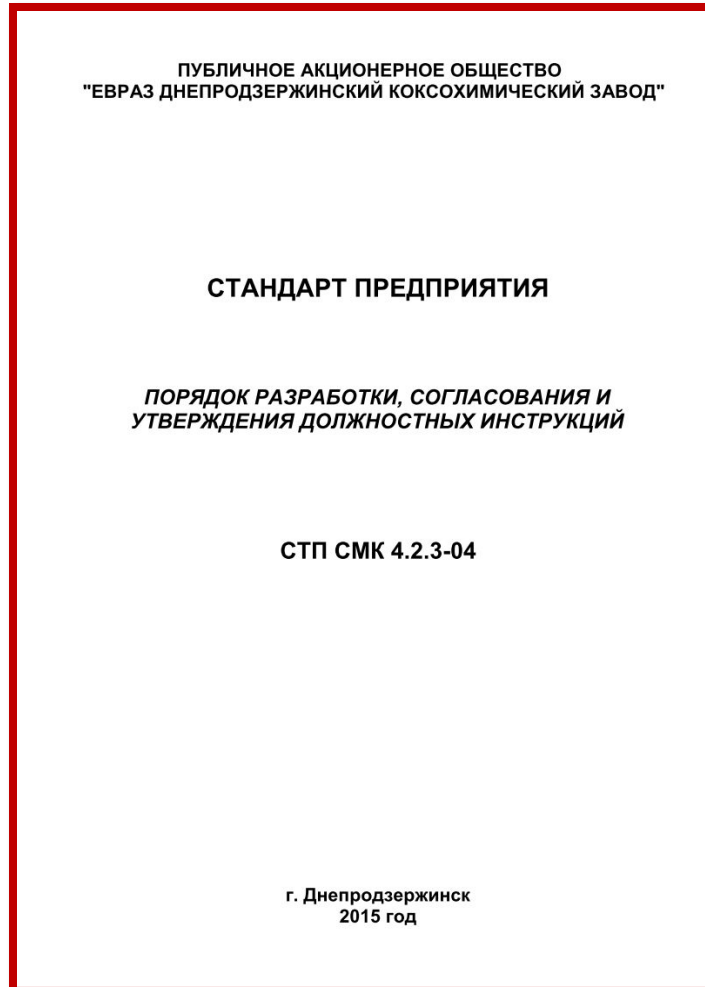 ПУБЛИЧНОЕ АКЦИОНЕРНОЕ ОБЩЕСТВО
"ЕВРАЗ ДНЕПРОДЗЕРЖИНСКИЙ КОКСОХИМИЧЕСКИЙ ЗАВОД"
СТАНДАРТ ПРЕДПРИЯТИЯ
ПОРЯДОК РАЗРАБОТКИ, СОГЛАСОВАНИЯ И
УТВЕРЖДЕНИЯ ДОЛЖНОСТНЫХ ИНСТРУКЦИЙ
СТП СМК 4.2.3-04
г. Днепродзержинск
2015 год